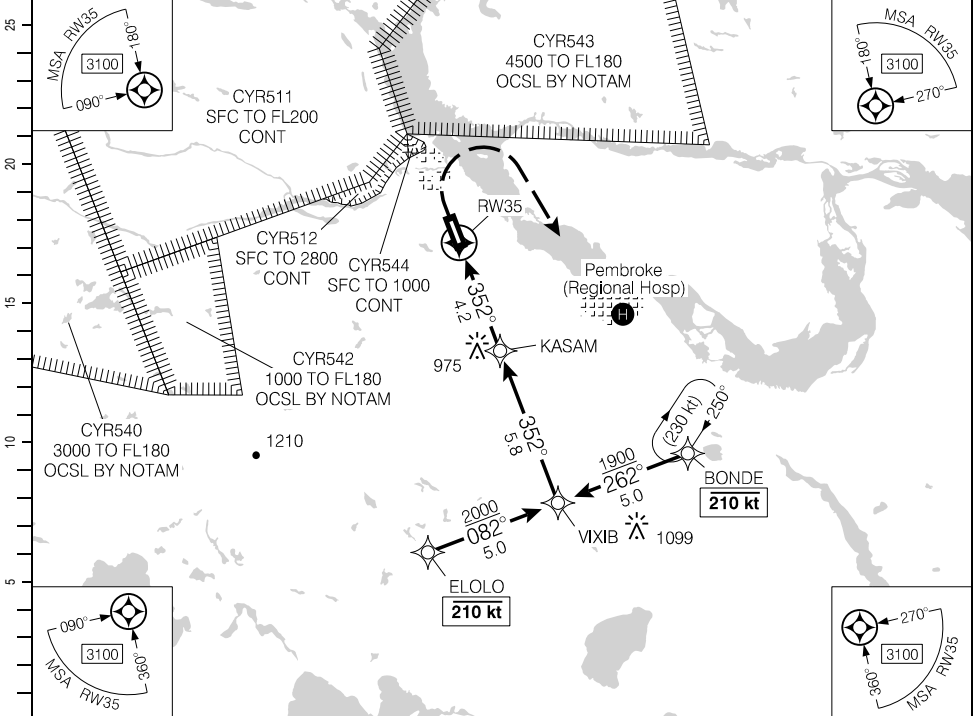 25
20
15
10
5
MSA RW35
180°
3100
090°
CYR511
SFC TO FL200
CONT
CYR543
4500 TO FL180
OCSL BY NOTAM
MSA RW35
180°
3100
270°
RW35
CYR512
SFC TO 2800
CONT
CYR544
SFC TO 1000
CONT
Pembroke
(Regional Hosp)
H
352°
4.2
KASAM
975
CYR542
1000 TO FL180
OCSL BY NOTAM
CYR540
3000 TO FL180
OCSL BY NOTAM
1210
352°
5.8
(230 kt)
250°
1900
262°
5.0
BONDE
210 kt
2000
082°
5.0
VIXIB
1099
ELOLO
210 kt
090°
3100
360°
MSA RW35
270°
3100
360°
MSA RW35